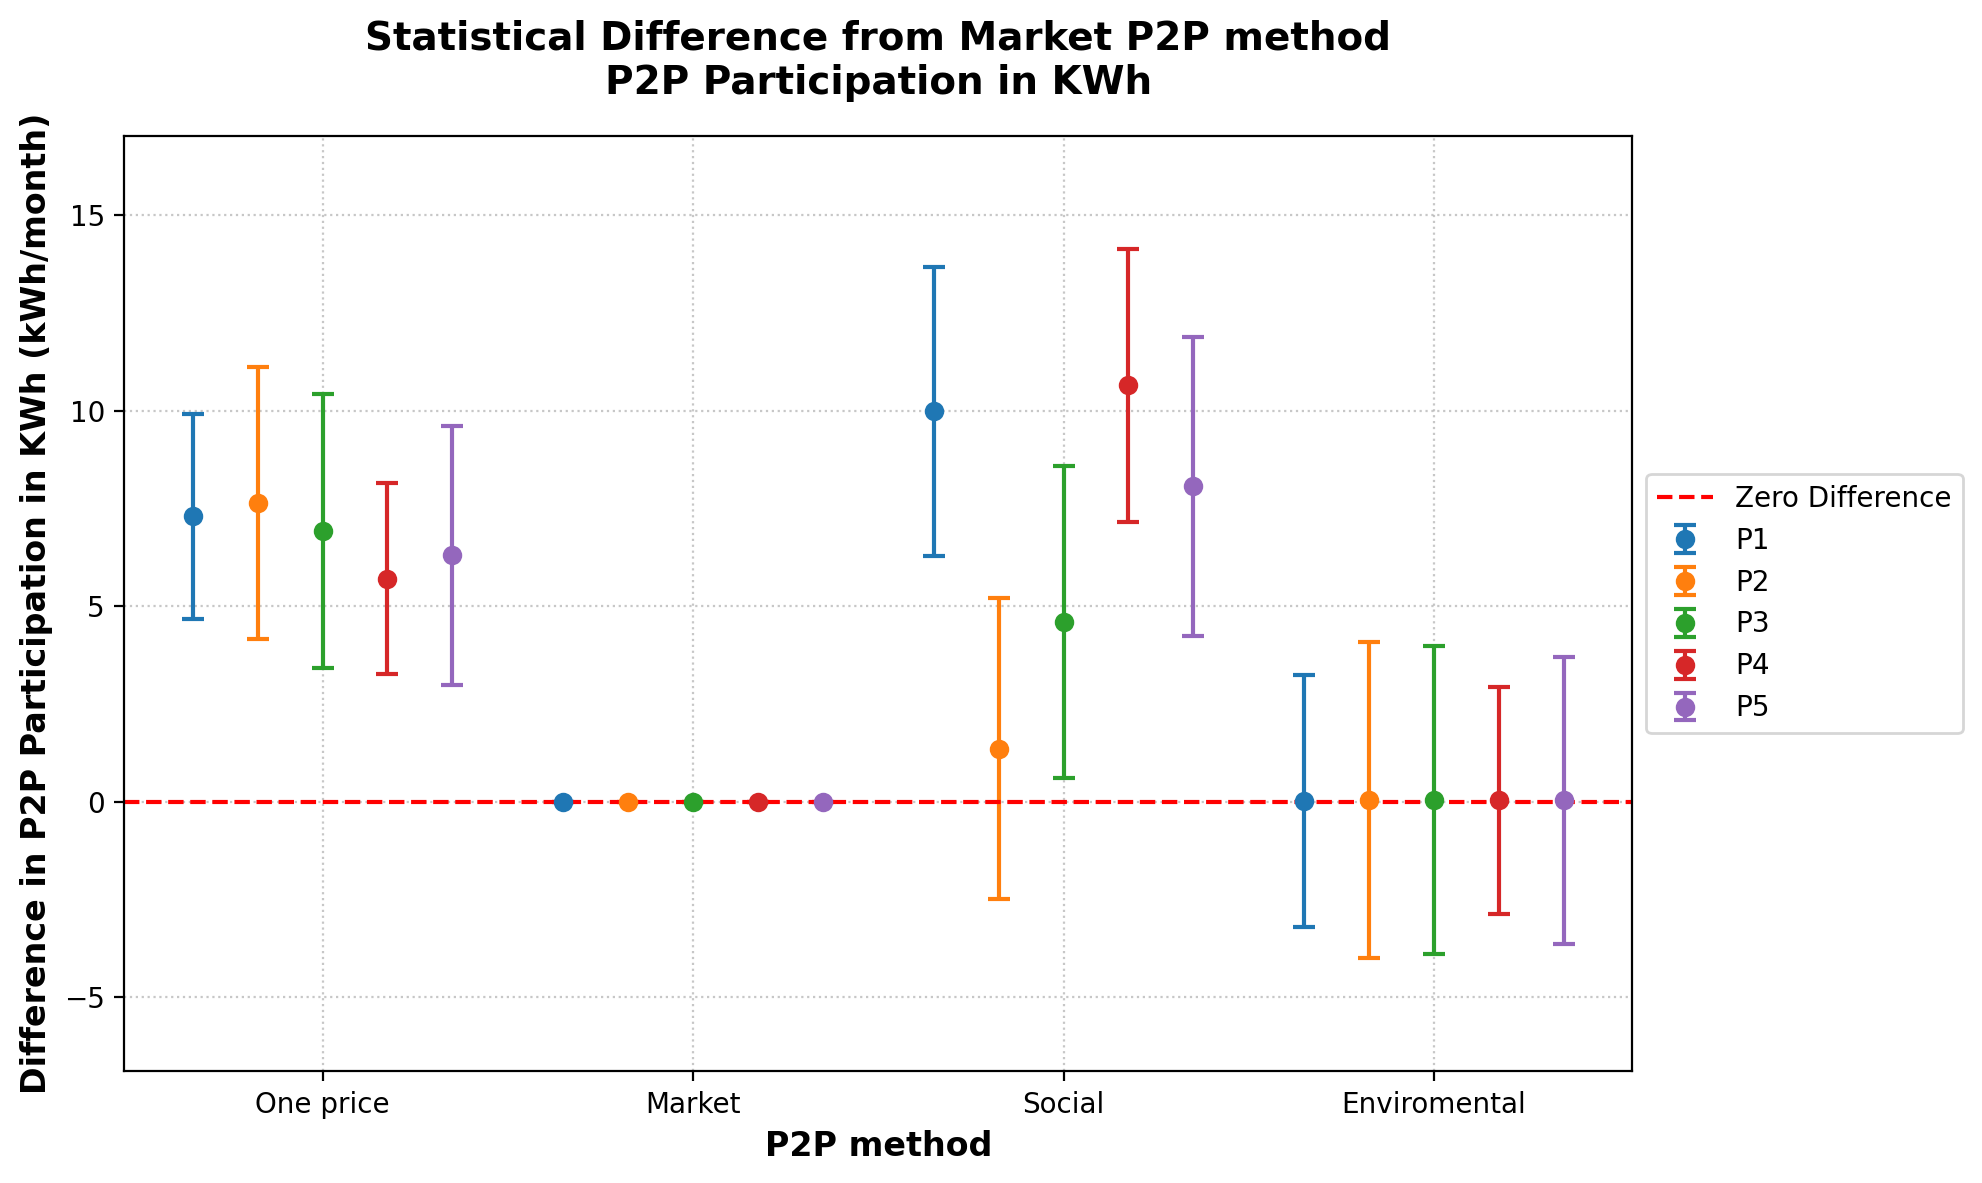 Statistical Difference from Market P2P method
P2P Participation in KWh
Difference in P2P Participation in KWh (kWh/month)
15
10
5
0
−5
One price
Market
Social
Enviromental
P2P method
Zero Difference
P1
P2
P3
P4
P5